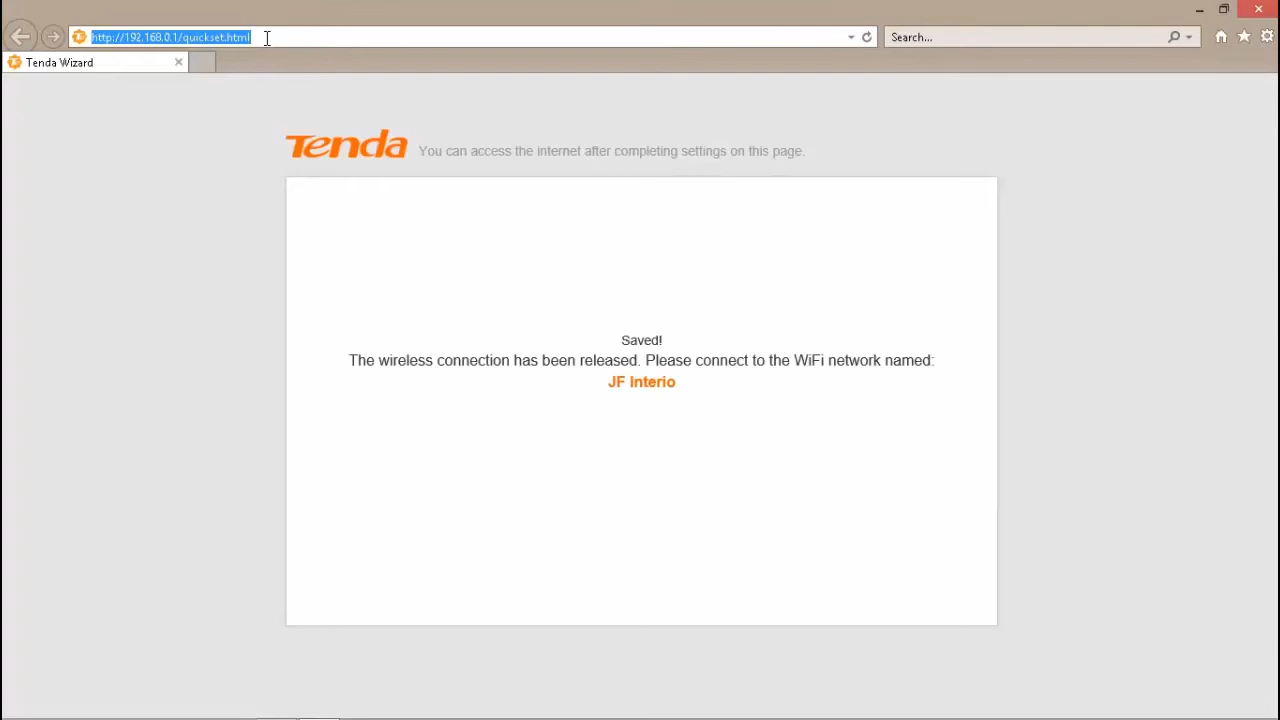 http://192.168.0.1/quickset.html
Search...
Tenda Wizard
Tenda You can access the internet after completing settings on this page.
Saved!
The wireless connection has been released. Please connect to the WiFi network named:
JF Interio